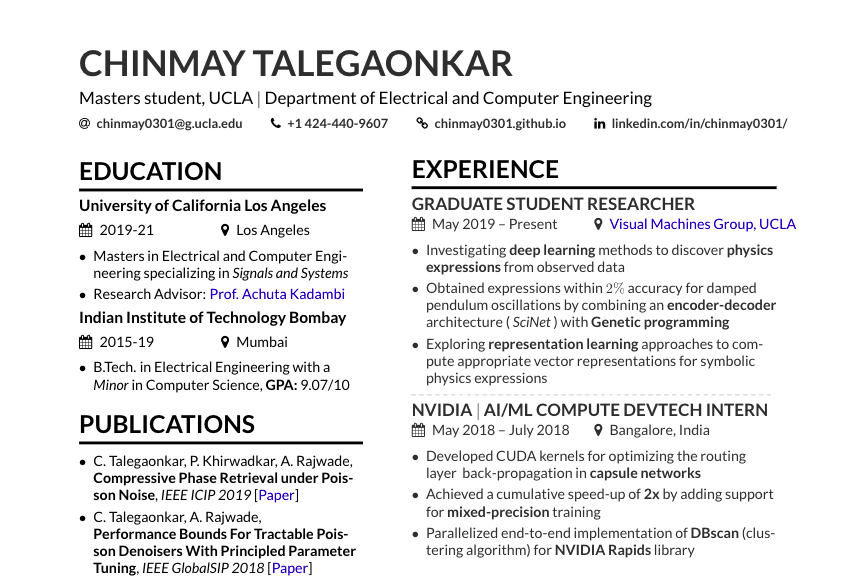 CHINMAY TALEGAONKAR
Masters student, UCLA | Department of Electrical and Computer Engineering
@ chinmay0301@g.ucla.edu +1 424-440-9607 chinmay0301.github.io in linkedin.com/in/chinmay0301/
EDUCATION
University of California Los Angeles
2019-21 Los Angeles
• Masters in Electrical and Computer Engi-
neering specializing in Signals and Systems
• Research Advisor: Prof. Achuta Kadambi
Indian Institute of Technology Bombay
2015-19 Mumbai
• B.Tech. in Electrical Engineering with a
Minor in Computer Science, GPA: 9.07/10
PUBLICATIONS
• C. Talegaonkar, P. Khirwadkar, A. Rajwade,
Compressive Phase Retrieval under Pois-
son Noise, IEEE ICIP 2019 [Paper]
• C. Talegaonkar, A. Rajwade,
Performance Bounds For Tractable Pois-
son Denoisers With Principled Parameter
Tuning, IEEE GlobalSIP 2018 [Paper]
EXPERIENCE
GRADUATE STUDENT RESEARCHER
May 2019 – Present Visual Machines Group, UCLA
• Investigating deep learning methods to discover physics
expressions from observed data
• Obtained expressions within 2% accuracy for damped
pendulum oscillations by combining an encoder-decoder
architecture ( SciNet ) with Genetic programming
• Exploring representation learning approaches to com-
pute appropriate vector representations for symbolic
physics expressions
NVIDIA | AI/ML COMPUTE DEVTECH INTERN
May 2018 – July 2018 Bangalore, India
• Developed CUDA kernels for optimizing the routing
layer back-propagation in capsule networks
• Achieved a cumulative speed-up of 2x by adding support
for mixed-precision training
• Parallelized end-to-end implementation of DBscan (clus-
tering algorithm) for NVIDIA Rapids library